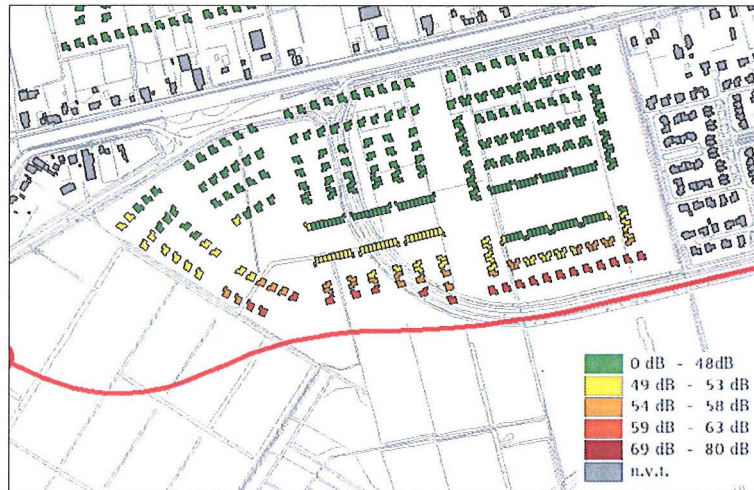 0 dB - 48dB
49 dB - 53 dB
54 dB - 58 dB
59 dB - 63 dB
69 dB - 80 dB
n.v.t.